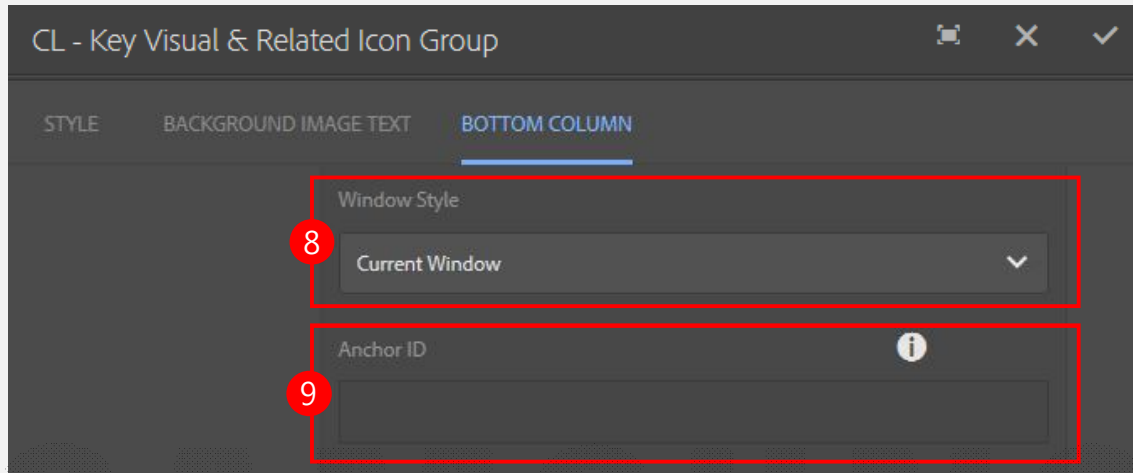 CL - Key Visual & Related Icon Group
STYLE BACKGROUND IMAGE TEXT BOTTOM COLUMN
Window Style
8
Current Window
Anchor ID
9